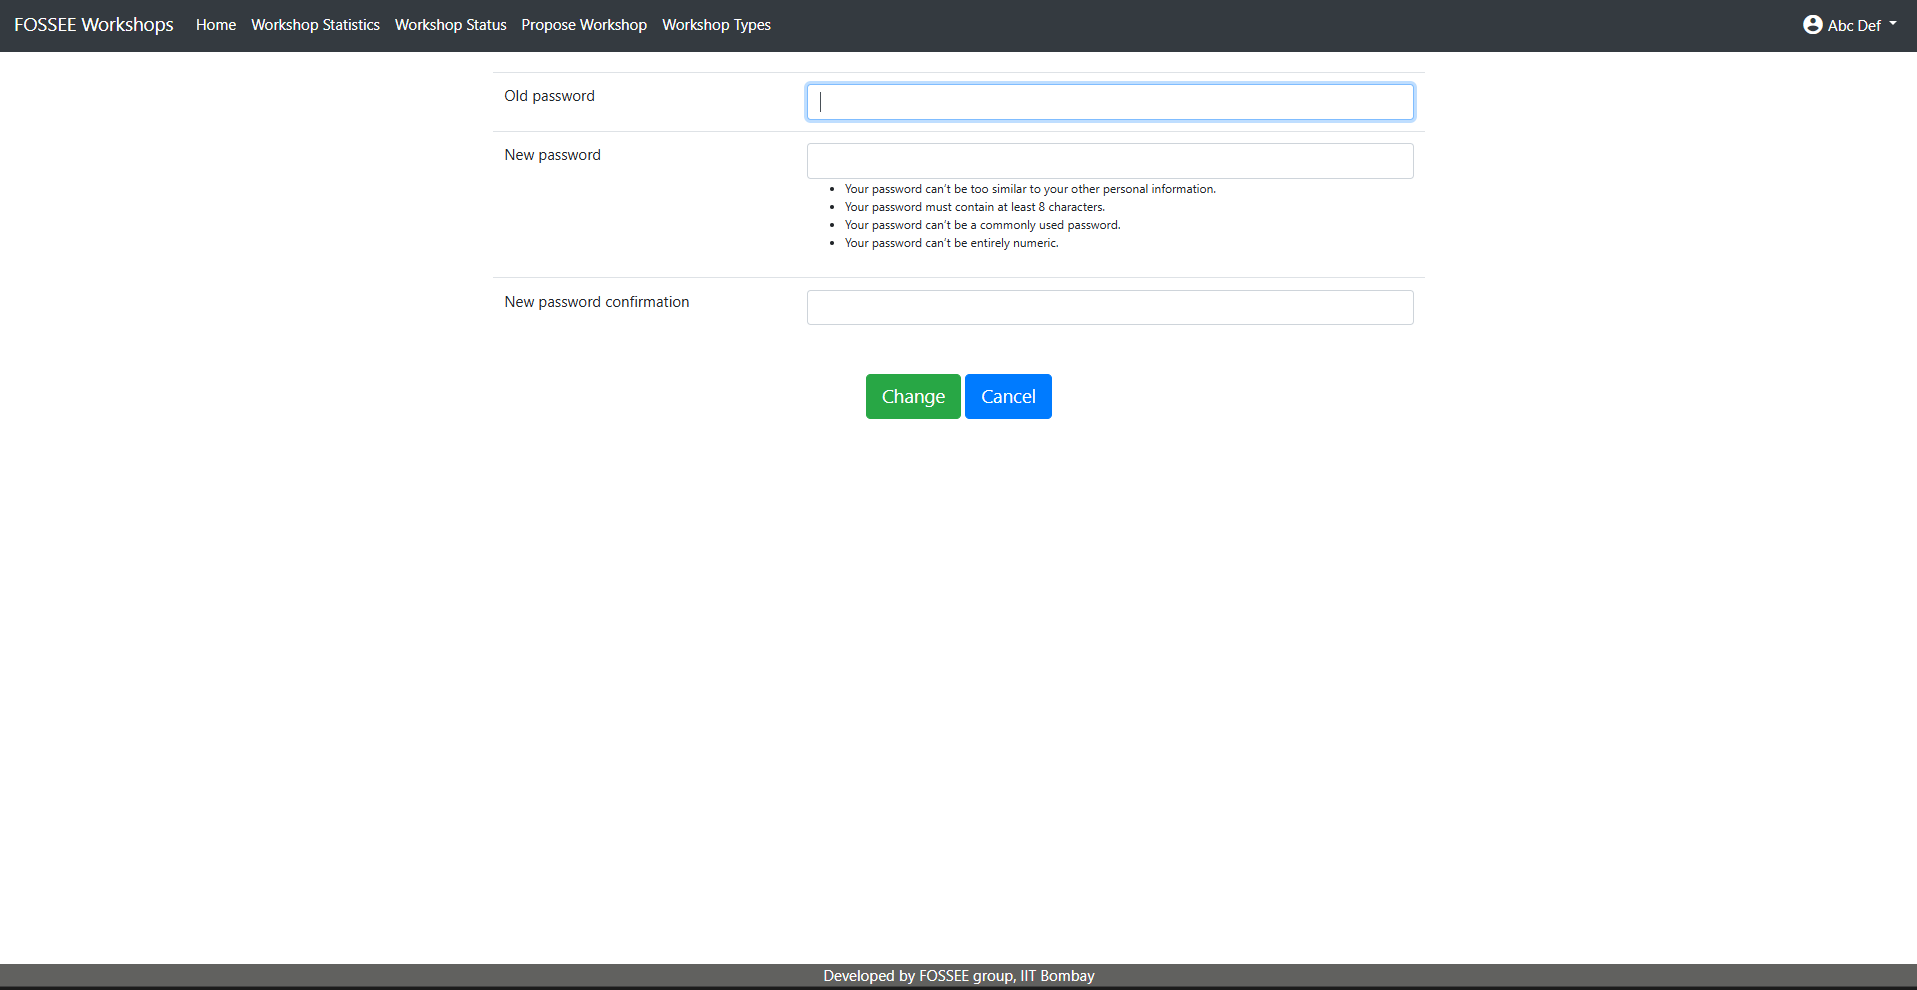 FOSSEE Workshops Home Workshop Statistics Workshop Status Propose Workshop Workshop Types Abc Def
Old password
New password
Your password can't be too similar to your other personal information.
Your password must contain at least 8 characters.
Your password can't be a commonly used password.
Your password can't be entirely numeric.
New password confirmation
Change Cancel
Developed by FOSSEE group, IIT Bombay